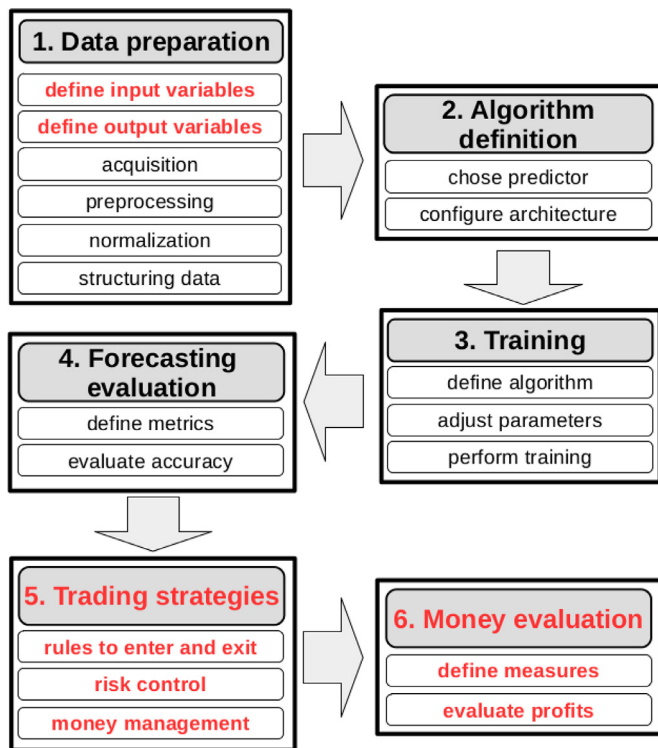 1. Data preparation
define input variables
define output variables
acquisition
preprocessing
normalization
structuring data
2. Algorithm
definition
chose predictor
configure architecture
3. Training
define algorithm
adjust parameters
perform training
4. Forecasting
evaluation
define metrics
evaluate accuracy
5. Trading strategies
rules to enter and exit
risk control
money management
6. Money evaluation
define measures
evaluate profits